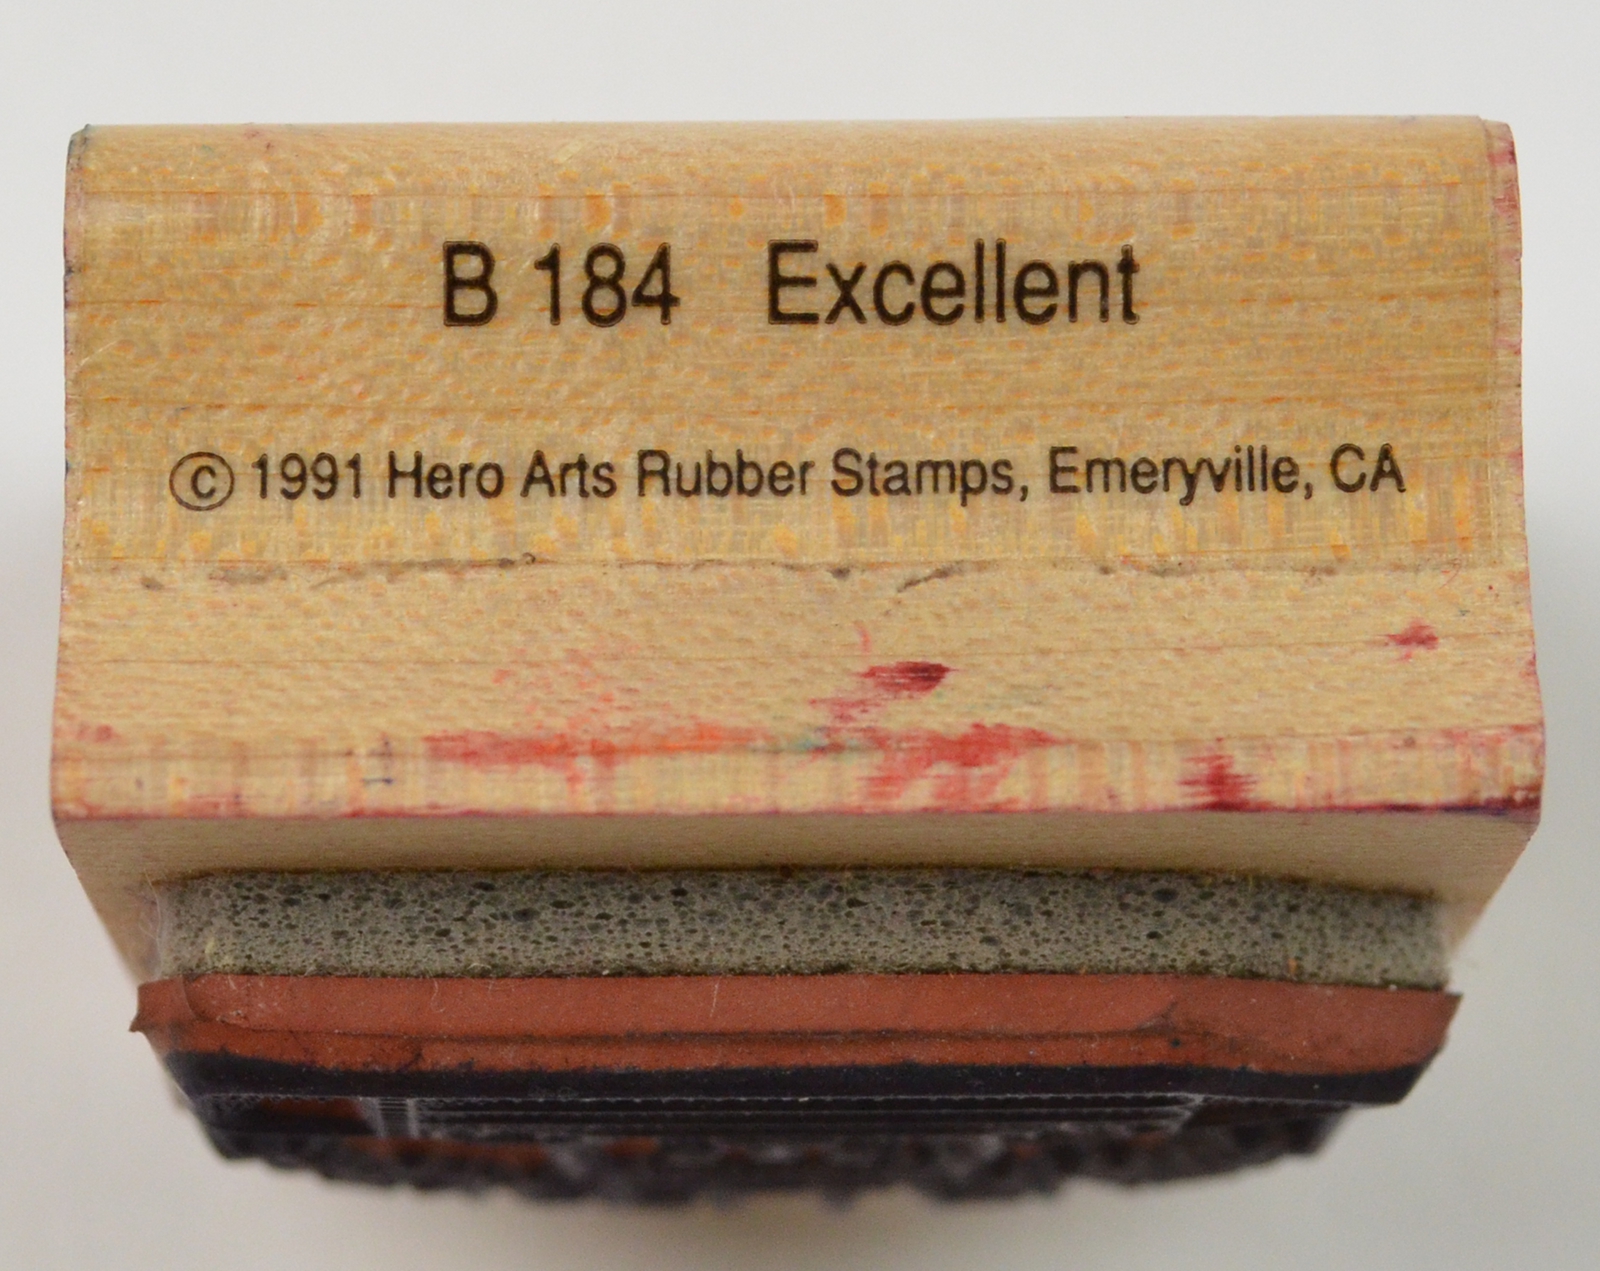 B 184 Excellent
© 1991 Hero Arts Rubber Stamps, Emeryville, CA